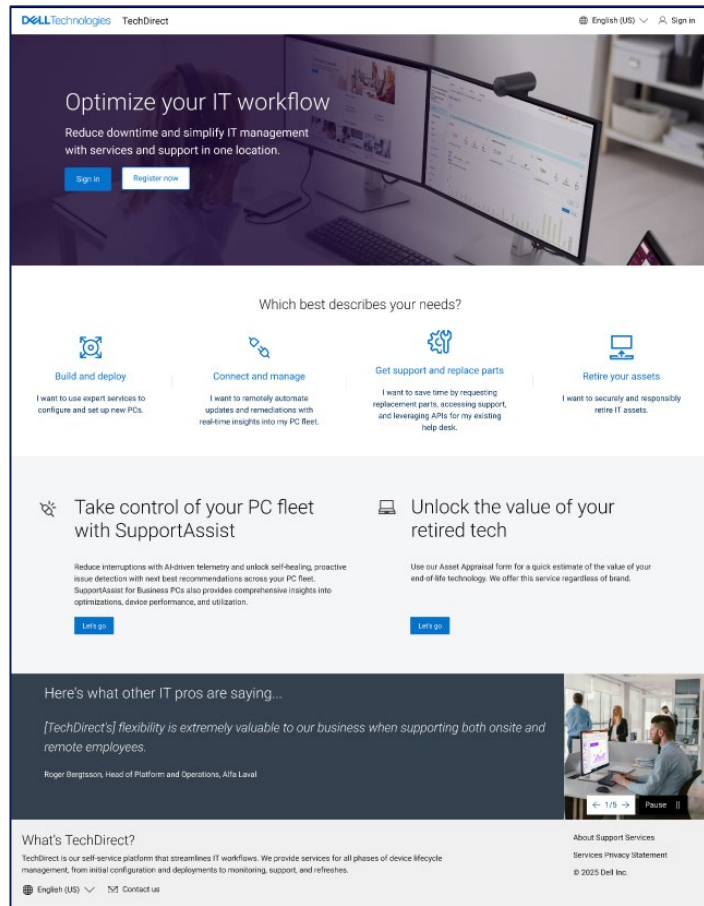 DELLTechnologies TechDirect
English (US)
Sign in
Optimize your IT workflow
Reduce downtime and simplify IT management
with services and support in one location.
Sign in
Register now
Which best describes your needs?
Build and deploy
I want to use expert services to
configure and set up new PCs.
Connect and manage
I want to remotely automate
updates and remediations with
real-time insights into my PC fleet.
Get support and replace parts
I want to save time by requesting
replacement parts, accessing support,
and leveraging APIs for my existing
help desk.
Retire your assets
I want to securely and responsibly
retire IT assets.
Take control of your PC fleet
with SupportAssist
Reduce interruptions with AI-driven telemetry and unlock self-healing, proactive
issue detection with next best recommendations across your PC fleet.
SupportAssist for Business PCs also provides comprehensive insights into
optimizations, device performance, and utilization.
Let's go
Unlock the value of your
retired tech
Use our Asset Appraisal form for a quick estimate of the value of your
end-of-life technology. We offer this service regardless of brand.
Let's go
Here's what other IT pros are saying...
[TechDirect's] flexibility is extremely valuable to our business when supporting both onsite and
remote employees.
Roger Bergtsson, Head of Platform and Operations, Alfa Laval
1/5
Pause
What's TechDirect?
TechDirect is our self-service platform that streamlines IT workflows. We provide services for all phases of device lifecycle
management, from initial configuration and deployments to monitoring, support, and refreshes.
English (US)
Contact us
About Support Services
Services Privacy Statement
© 2025 Dell Inc.